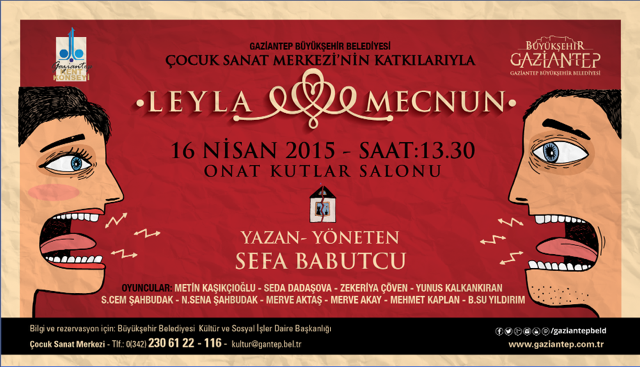 GAZİANTEP BÜYÜKŞEHİR BELEDİYESİ
ÇOCUK SANAT MERKEZİ'NİN KATKILARIYLA
Gaziantep
KENT
KONSEYİ
BÜYÜKŞEHİR
GAZİANTEP
GAZİANTEP BÜYÜKŞEHİR BELEDİYESİ
• LEYLA MECNUN •
16 NİSAN 2015 - SAAT:13.30
ONAT KUTLAR SALONU
YAZAN- YÖNETEN
SEFA BABUTCU
OYUNCULAR: METİN KAŞIKÇIOĞLU - SEDA DADAŞOVA - ZEKERİYA ÇÖVEN - YUNUS KALKANKIRAN
S.CEM ŞAHBUDAK - N.SENA ŞAHBUDAK - MERVE AKTAŞ - MERVE AKAY - MEHMET KAPLAN - B.SU YILDIRIM
Bilgi ve rezervasyon için: Büyükşehir Belediyesi Kültür ve Sosyal İşler Daire Başkanlığı
Çocuk Sanat Merkezi - Tlf.: 0(342) 230 61 22 - 116 - kultur@gantep.bel.tr
/gaziantepbeld
www.gaziantep.com.tr